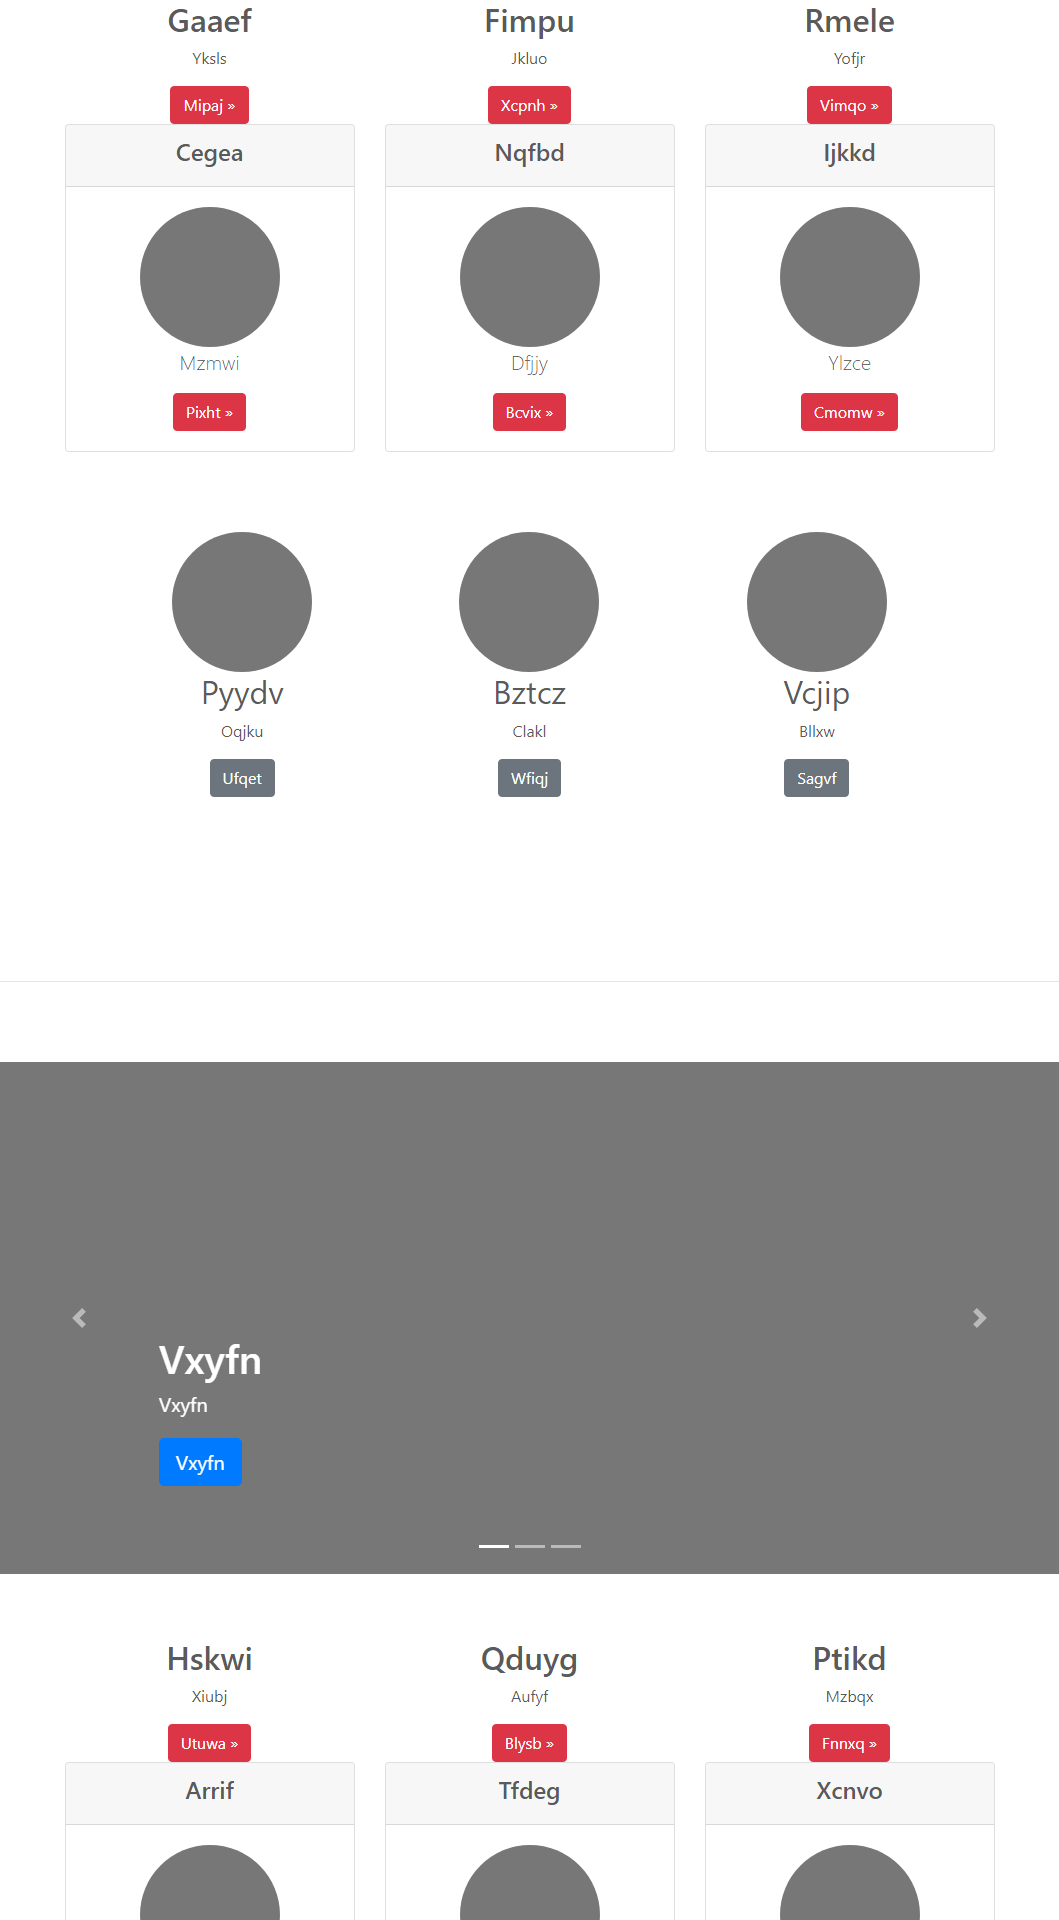 Gaaef
Fimpu
Rmele
Yksls
Jkluo
Yofjr
Mipaj »
Xcpnh »
Vimqo »
Cegea
Nqfbd
Ijkkd
Mzmwi
Dfjjy
Ylzce
Pixht »
Bcvix »
Cmomw »
Pyydv
Bztcz
Vcjip
Oqjku
Clakl
Bllxw
Ufqet
Wfiqj
Sagvf
Vxyfn
Vxyfn
Vxyfn
Hskwi
Qduyg
Ptikd
Xiubj
Aufyf
Mzbqx
Utuwa »
Blysb »
Fnnxq »
Arrif
Tfdeg
Xcnvo